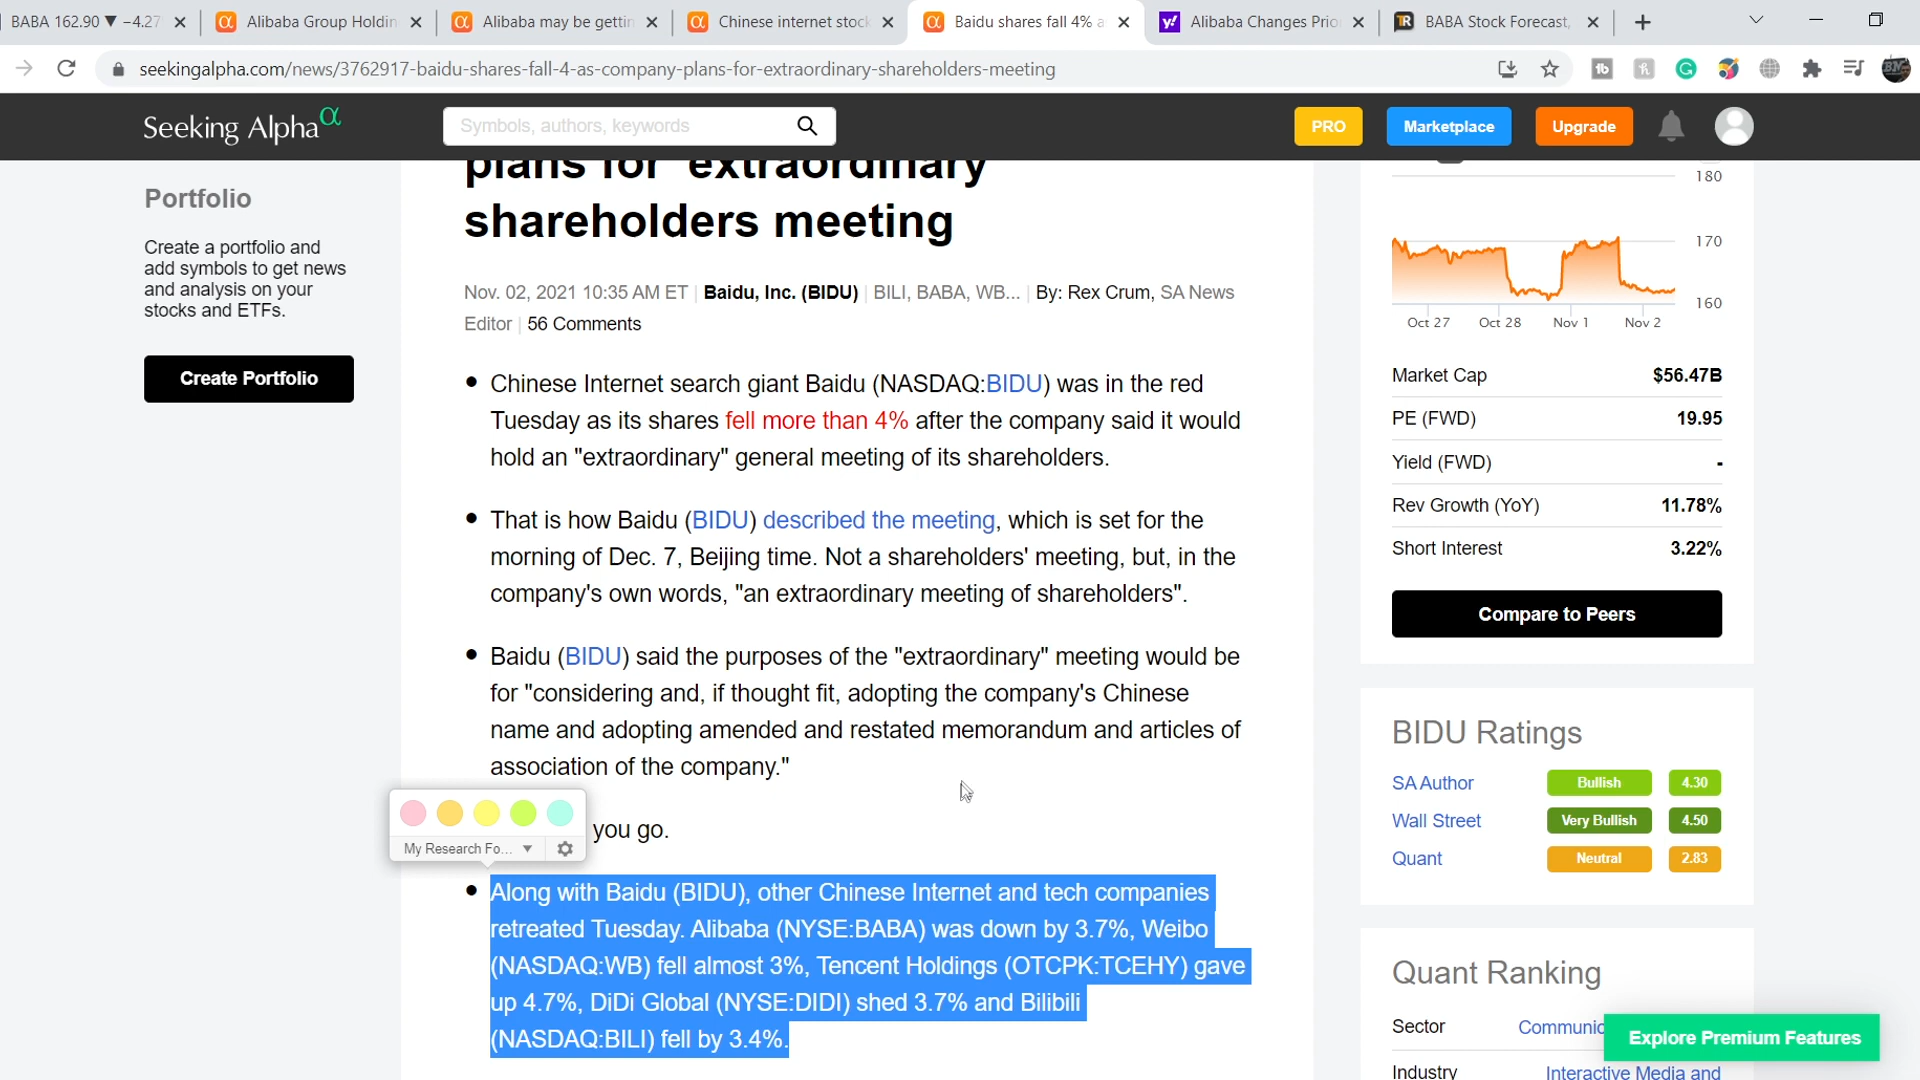 BABA 162.90 ▼ −4.27
Alibaba Group Holdin
Alibaba may be gettin
Chinese internet stock
Baidu shares fall 4% a
Alibaba Changes Prio
BABA Stock Forecast,
seekingalpha.com/news/3762917-baidu-shares-fall-4-as-company-plans-for-extraordinary-shareholders-meeting
Seeking Alpha α
Symbols, authors, keywords
PRO
Marketplace
Upgrade
Portfolio
Create a portfolio and
add symbols to get news
and analysis on your
stocks and ETFs.
Create Portfolio
plans for 'extraordinary'
shareholders meeting
Nov. 02, 2021 10:35 AM ET | Baidu, Inc. (BIDU) | BILI, BABA, WB... | By: Rex Crum, SA News
Editor | 56 Comments
• Chinese Internet search giant Baidu (NASDAQ:BIDU) was in the red
Tuesday as its shares fell more than 4% after the company said it would
hold an "extraordinary" general meeting of its shareholders.
• That is how Baidu (BIDU) described the meeting, which is set for the
morning of Dec. 7, Beijing time. Not a shareholders' meeting, but, in the
company's own words, "an extraordinary meeting of shareholders".
• Baidu (BIDU) said the purposes of the "extraordinary" meeting would be
for "considering and, if thought fit, adopting the company's Chinese
name and adopting amended and restated memorandum and articles of
association of the company."
you go.
My Research Fo... ▼
• Along with Baidu (BIDU), other Chinese Internet and tech companies
retreated Tuesday. Alibaba (NYSE:BABA) was down by 3.7%, Weibo
(NASDAQ:WB) fell almost 3%, Tencent Holdings (OTCPK:TCEHY) gave
up 4.7%, DiDi Global (NYSE:DIDI) shed 3.7% and Bilibili
(NASDAQ:BILI) fell by 3.4%.
180
170
160
Oct 27 Oct 28 Nov 1 Nov 2
Market Cap $56.47B
PE (FWD) 19.95
Yield (FWD) -
Rev Growth (YoY) 11.78%
Short Interest 3.22%
Compare to Peers
BIDU Ratings
SA Author Bullish 4.30
Wall Street Very Bullish 4.50
Quant Neutral 2.83
Quant Ranking
Sector Communic
Explore Premium Features
Industry Interactive Media and